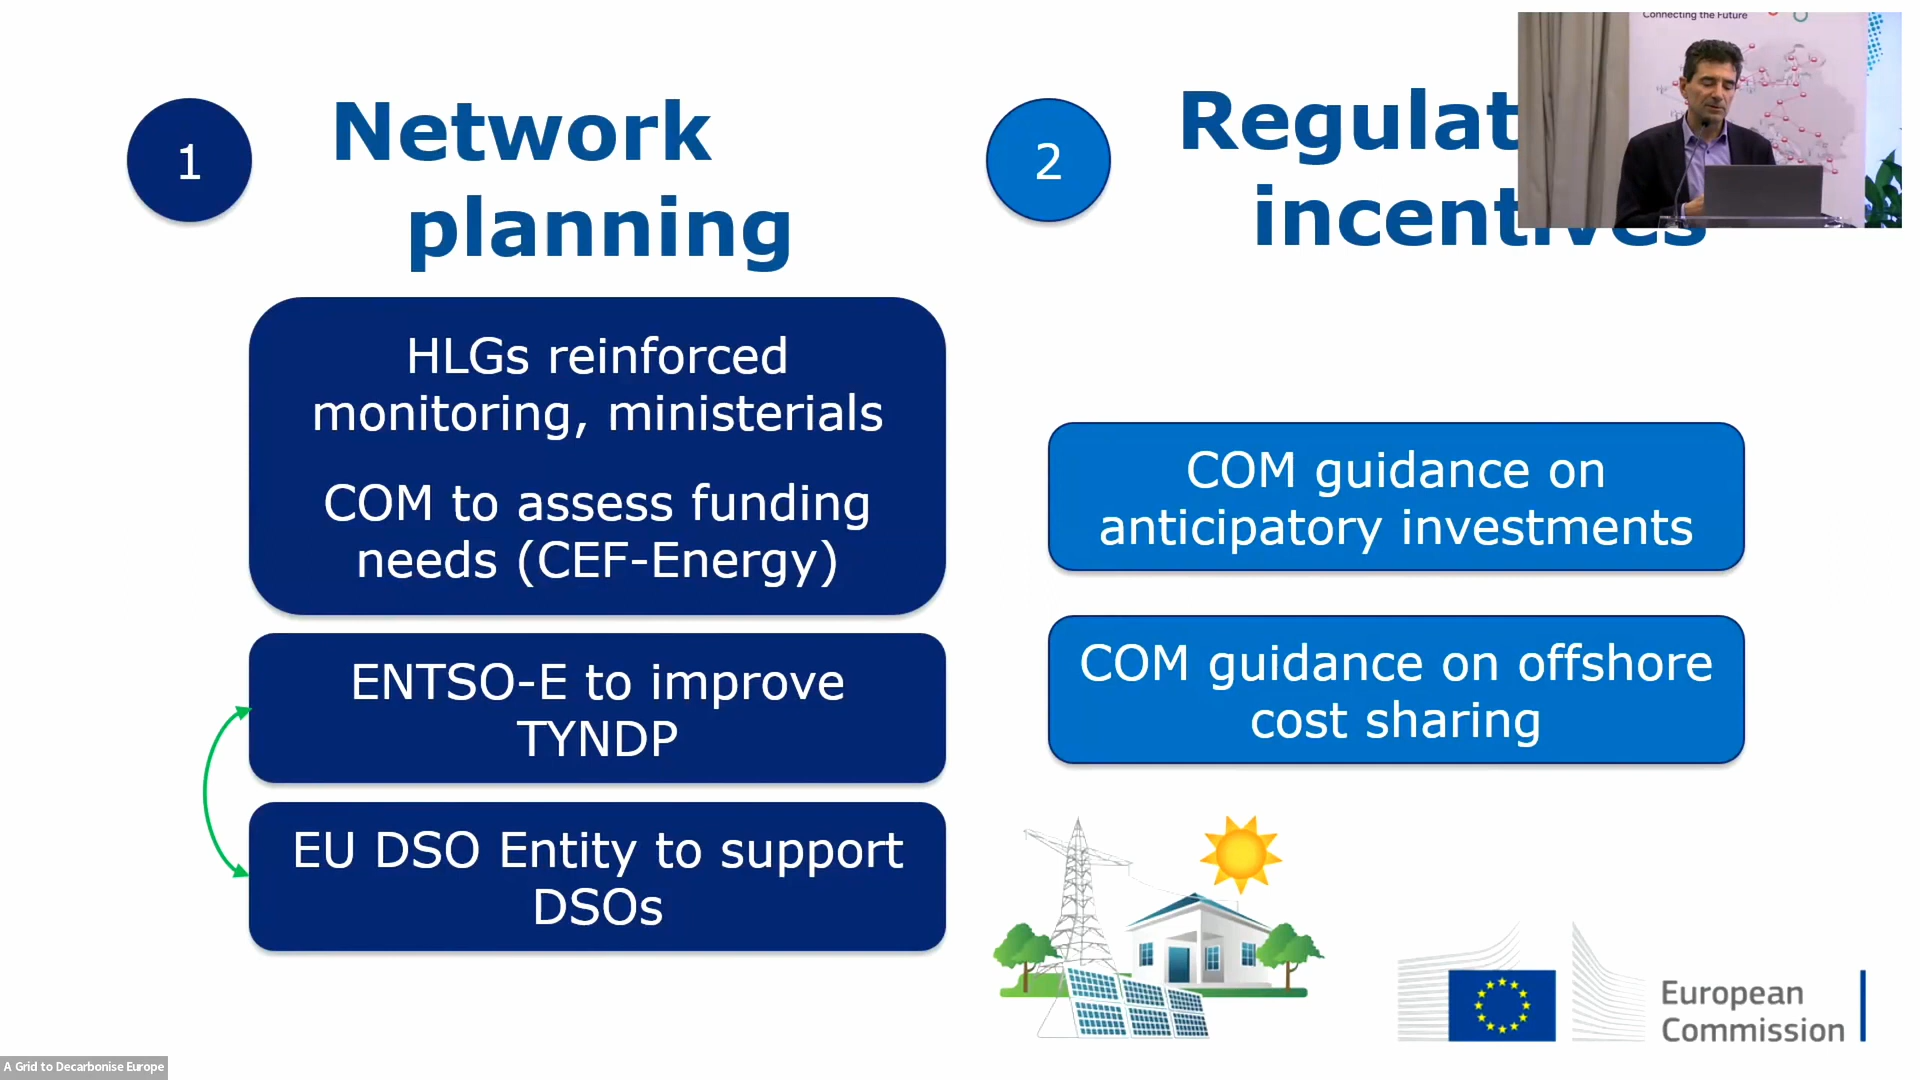 1
Network
planning
HLGs reinforced
monitoring, ministerials
COM to assess funding
needs (CEF-Energy)
ENTSO-E to improve
TYNDP
EU DSO Entity to support
DSOs
2
Regulat
incentives
COM guidance on
anticipatory investments
COM guidance on offshore
cost sharing
Connecting the Future
European
Commission
A Grid to Decarbonise Europe